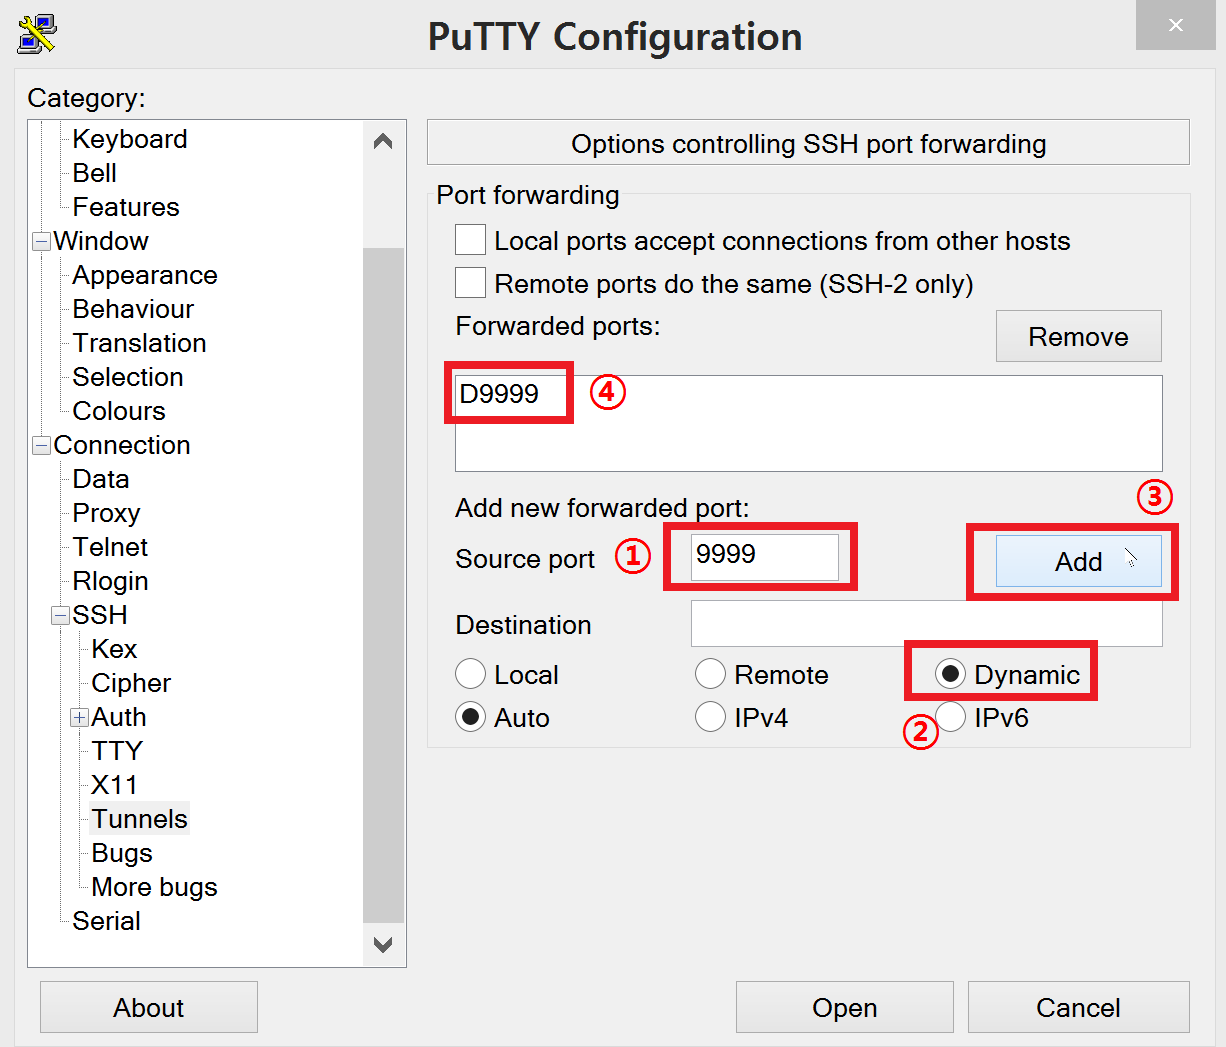 PuTTY Configuration
×
Category:
Keyboard
Bell
Features
Window
Appearance
Behaviour
Translation
Selection
Colours
Connection
Data
Proxy
Telnet
Rlogin
SSH
Kex
Cipher
Auth
TTY
X11
Tunnels
Bugs
More bugs
Serial
Options controlling SSH port forwarding
Port forwarding
Local ports accept connections from other hosts
Remote ports do the same (SSH-2 only)
Forwarded ports:
Remove
D9999 ④
Add new forwarded port:
③
Source port ① 9999 Add
Destination
Local Remote Dynamic
Auto IPv4 ② IPv6
About Open Cancel